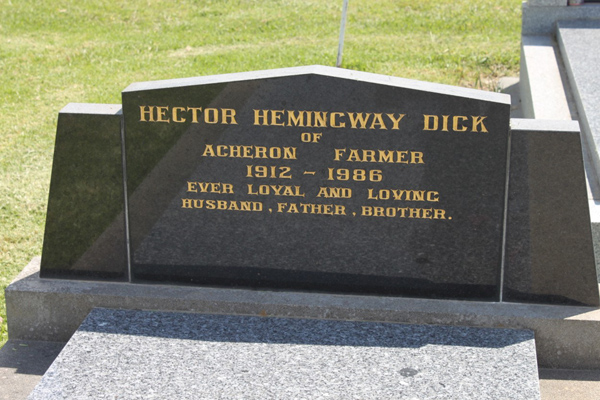 HECTOR HEMINGWAY DICK
OF
ACHERON FARMER
1912 - 1986
EVER LOYAL AND LOVING
HUSBAND, FATHER, BROTHER.